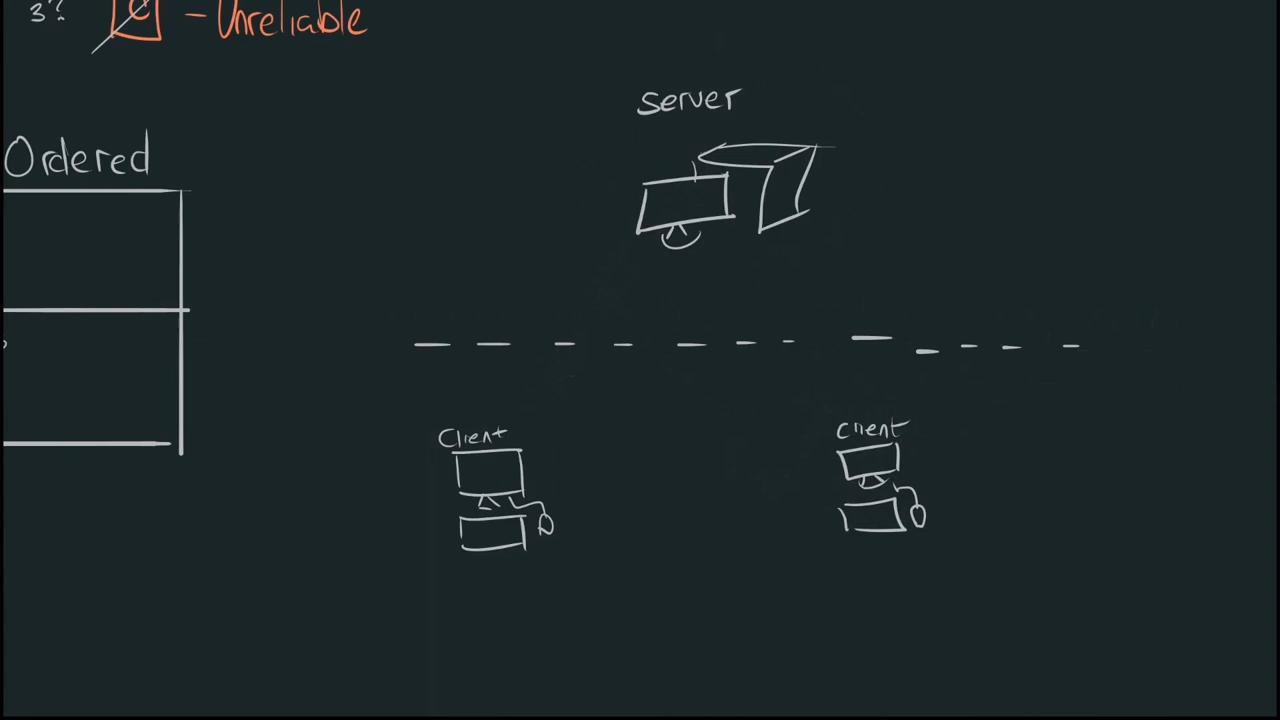 3? C - Unreliable
Ordered
Server
Client
Client